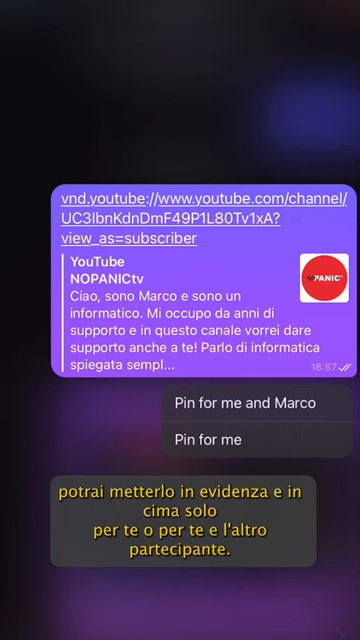 vnd.youtube://www.youtube.com/channel/
UC3IbnKdnDmF49P1L80Tv1xA?
view_as=subscriber
YouTube
NOPANICtv
Ciao, sono Marco e sono un
informatico. Mi occupo da anni di
supporto e in questo canale vorrei dare
supporto anche a te! Parlo di informatica
spiegata sempl...
NOPANIC
16:57
Pin for me and Marco
Pin for me
potrai metterlo in evidenza e in
cima solo
per te o per te e l'altro
partecipante.